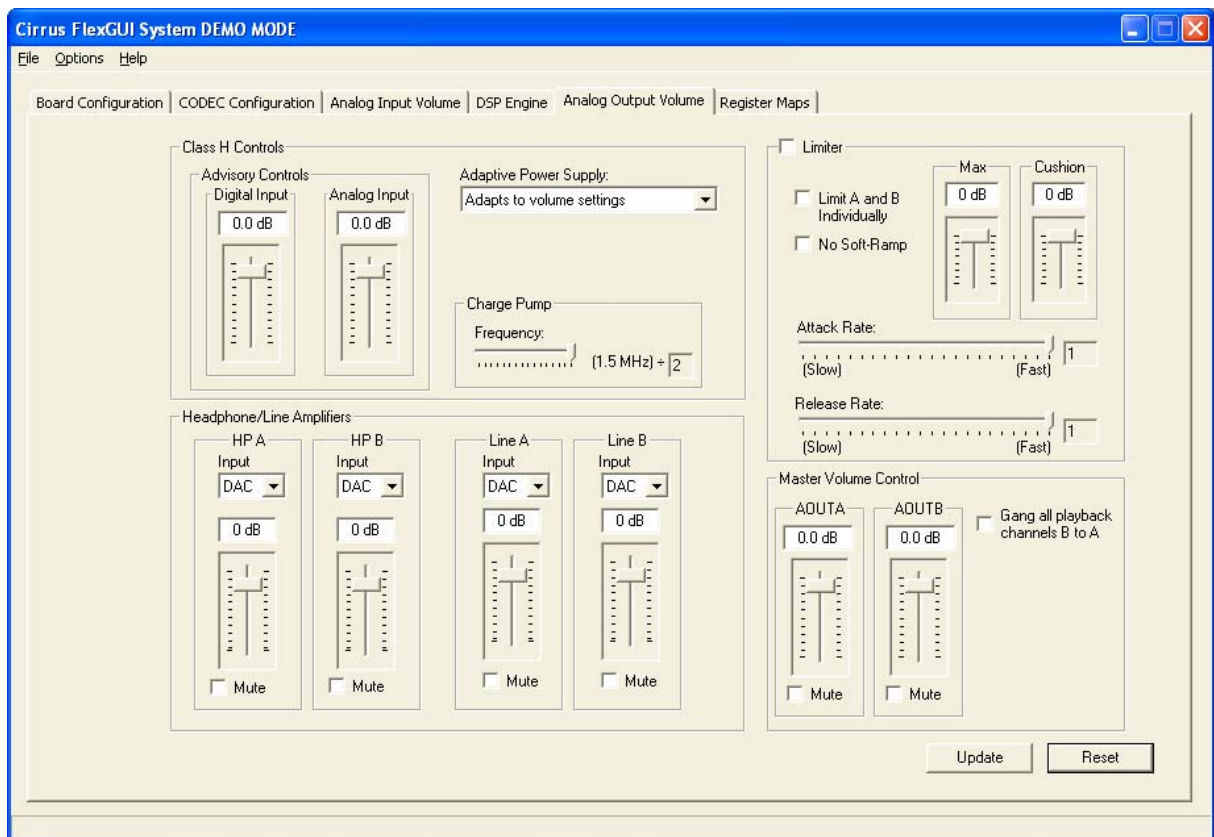 Cirrus FlexGUI System DEMO MODE
File Options Help
Board Configuration CODEC Configuration Analog Input Volume DSP Engine Analog Output Volume Register Maps
Class H Controls
Advisory Controls
Digital Input
0.0 dB
Analog Input
0.0 dB
Adaptive Power Supply:
Adapts to volume settings
Charge Pump
Frequency:
(1.5 MHz) ÷ 2
Headphone/Line Amplifiers
HP A
Input
DAC
0 dB
Mute
HP B
Input
DAC
0 dB
Mute
Line A
Input
DAC
0 dB
Mute
Line B
Input
DAC
0 dB
Mute
Limiter
Limit A and B
Individually
No Soft-Ramp
Max
0 dB
Cushion
0 dB
Attack Rate:
1
(Slow) (Fast)
Release Rate:
1
(Slow) (Fast)
Master Volume Control
AOUTA
0.0 dB
Mute
AOUTB
0.0 dB
Mute
Gang all playback
channels B to A
Update Reset